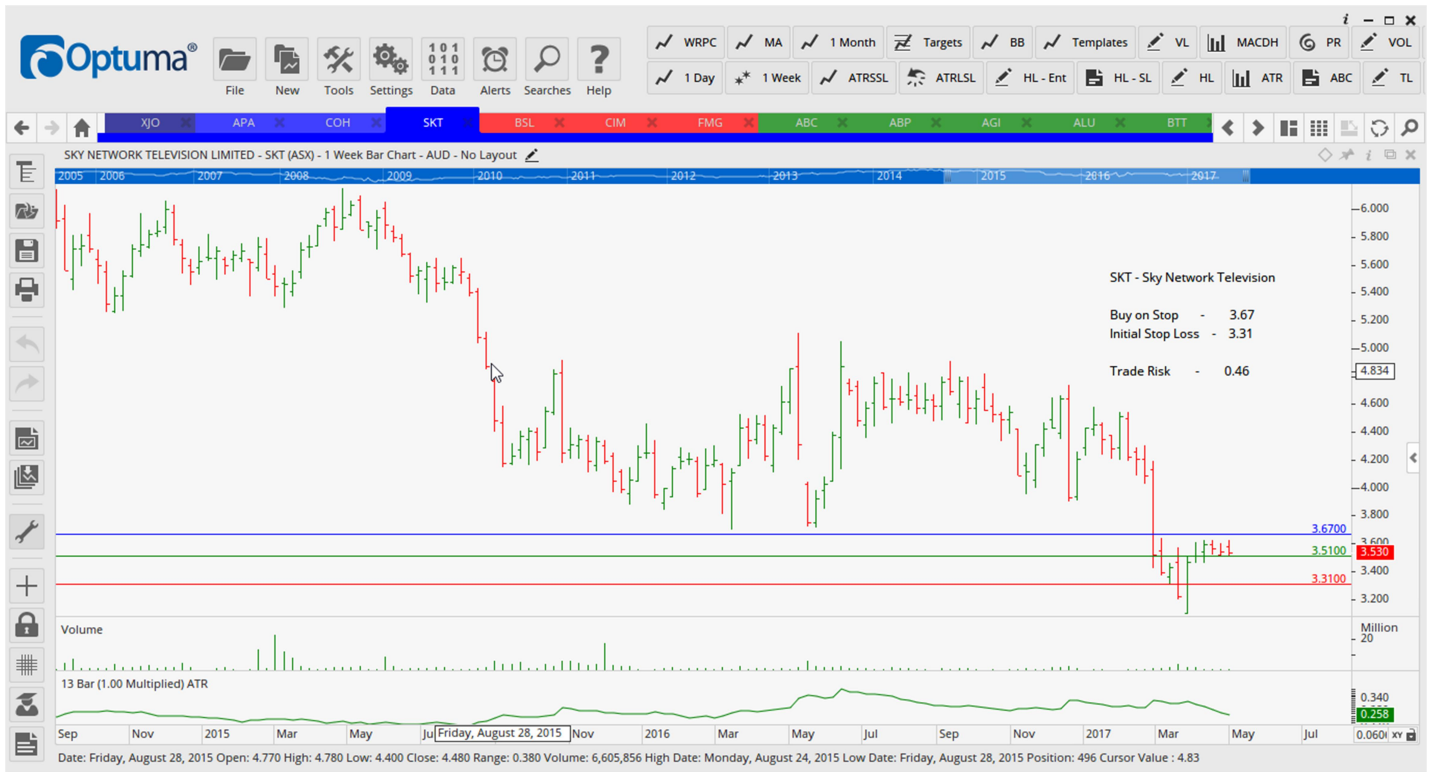 i
Optuma®
File
New
Tools
Settings
101
010
111
Data
Alerts
Searches
?
Help
WRPC
MA
1 Month
Targets
BB
Templates
VL
MACDH
PR
VOL
1 Day
1 Week
ATRSSL
ATRLSL
HL - Ent
HL - SL
HL
ATR
ABC
TL
XJO
APA
COH
SKT
BSL
CIM
FMG
ABC
ABP
AGI
ALU
BTT
SKY NETWORK TELEVISION LIMITED - SKT (ASX) - 1 Week Bar Chart - AUD - No Layout
2005 2006 2007 2008 2009 2010 2011 2012 2013 2014 2015 2016 2017
6.000
5.800
5.600
5.400
5.200
5.000
4.834
4.600
4.400
4.200
4.000
3.800
3.600
3.530
3.400
3.200
SKT - Sky Network Television
Buy on Stop - 3.67
Initial Stop Loss - 3.31
Trade Risk - 0.46
3.6700
3.5100
3.3100
Volume
Million
20
13 Bar (1.00 Multiplied) ATR
0.340
0.258
Sep Nov 2015 Mar May Ju Friday, August 28, 2015 Nov 2016 Mar May Jul Sep Nov 2017 Mar May Jul
XY
Date: Friday, August 28, 2015 Open: 4.770 High: 4.780 Low: 4.400 Close: 4.480 Range: 0.380 Volume: 6,605,856 High Date: Monday, August 24, 2015 Low Date: Friday, August 28, 2015 Position: 496 Cursor Value : 4.83